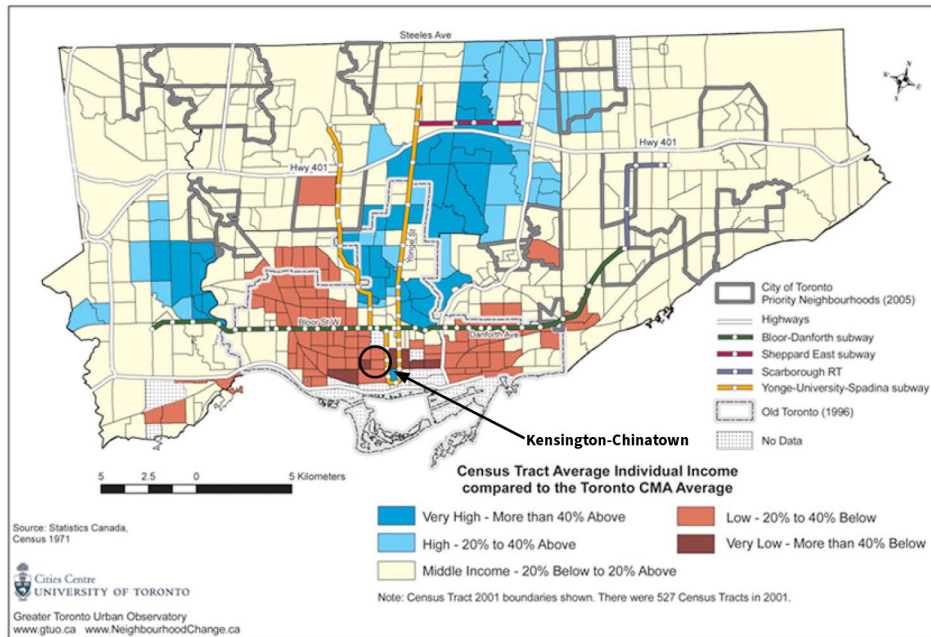 Steeles Ave
Hwy 401
Hwy 401
Yonge St
Bloor St W
Danforth Ave
City of Toronto
Priority Neighbourhoods (2005)
Highways
Bloor-Danforth subway
Sheppard East subway
Scarborough RT
Yonge-University-Spadina subway
Old Toronto (1996)
No Data
Kensington-Chinatown
5 2.5 0 5 Kilometers
Census Tract Average Individual Income
compared to the Toronto CMA Average
Very High - More than 40% Above
Low - 20% to 40% Below
High - 20% to 40% Above
Very Low - More than 40% Below
Middle Income - 20% Below to 20% Above
Note: Census Tract 2001 boundaries shown. There were 527 Census Tracts in 2001.
Source: Statistics Canada,
Census 1971
Cities Centre
UNIVERSITY OF TORONTO
Greater Toronto Urban Observatory
www.gtuo.ca www.NeighbourhoodChange.ca
N
W
E
S